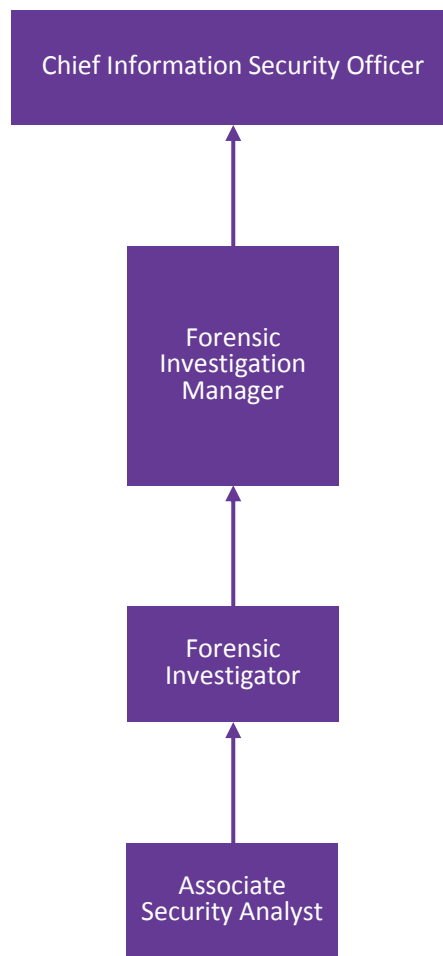 Chief Information Security Officer
Forensic
Investigation
Manager
Forensic
Investigator
Associate
Security Analyst